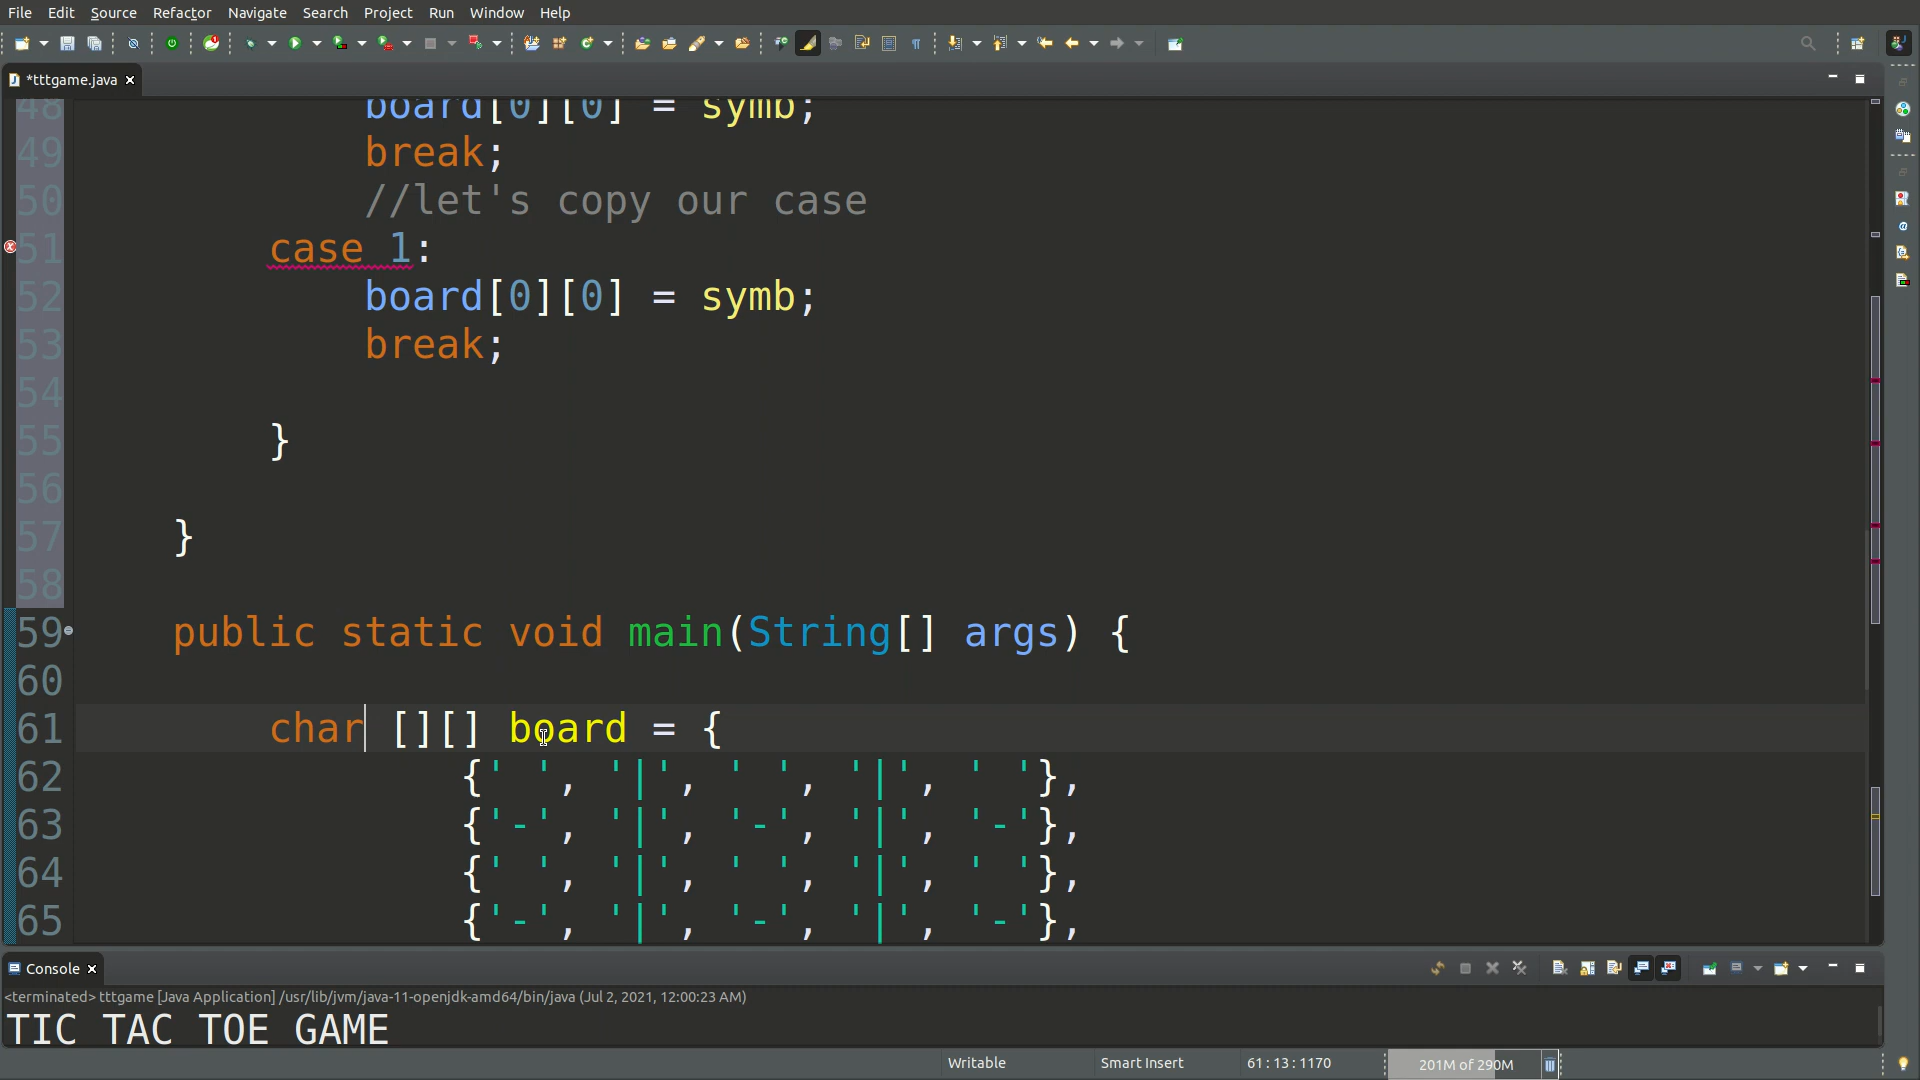 File Edit Source Refactor Navigate Search Project Run Window Help
*tttgame.java
48 board[0][0] = symb;
49 break;
50 //let's copy our case
51 case 1:
52 board[0][0] = symb;
53 break;
54
55 }
56
57 }
58
59 public static void main(String[] args) {
60
61 char [][] board = {
62 {' ', '|', ' ', '|', ' '},
63 {'-', '|', '-', '|', '-'},
64 {' ', '|', ' ', '|', ' '},
65 {'-', '|', '-', '|', '-'},
Console
<terminated> tttgame [Java Application] /usr/lib/jvm/java-11-openjdk-amd64/bin/java (Jul 2, 2021, 12:00:23 AM)
TIC TAC TOE GAME
Writable Smart Insert 61 : 13 : 1170 201M of 290M